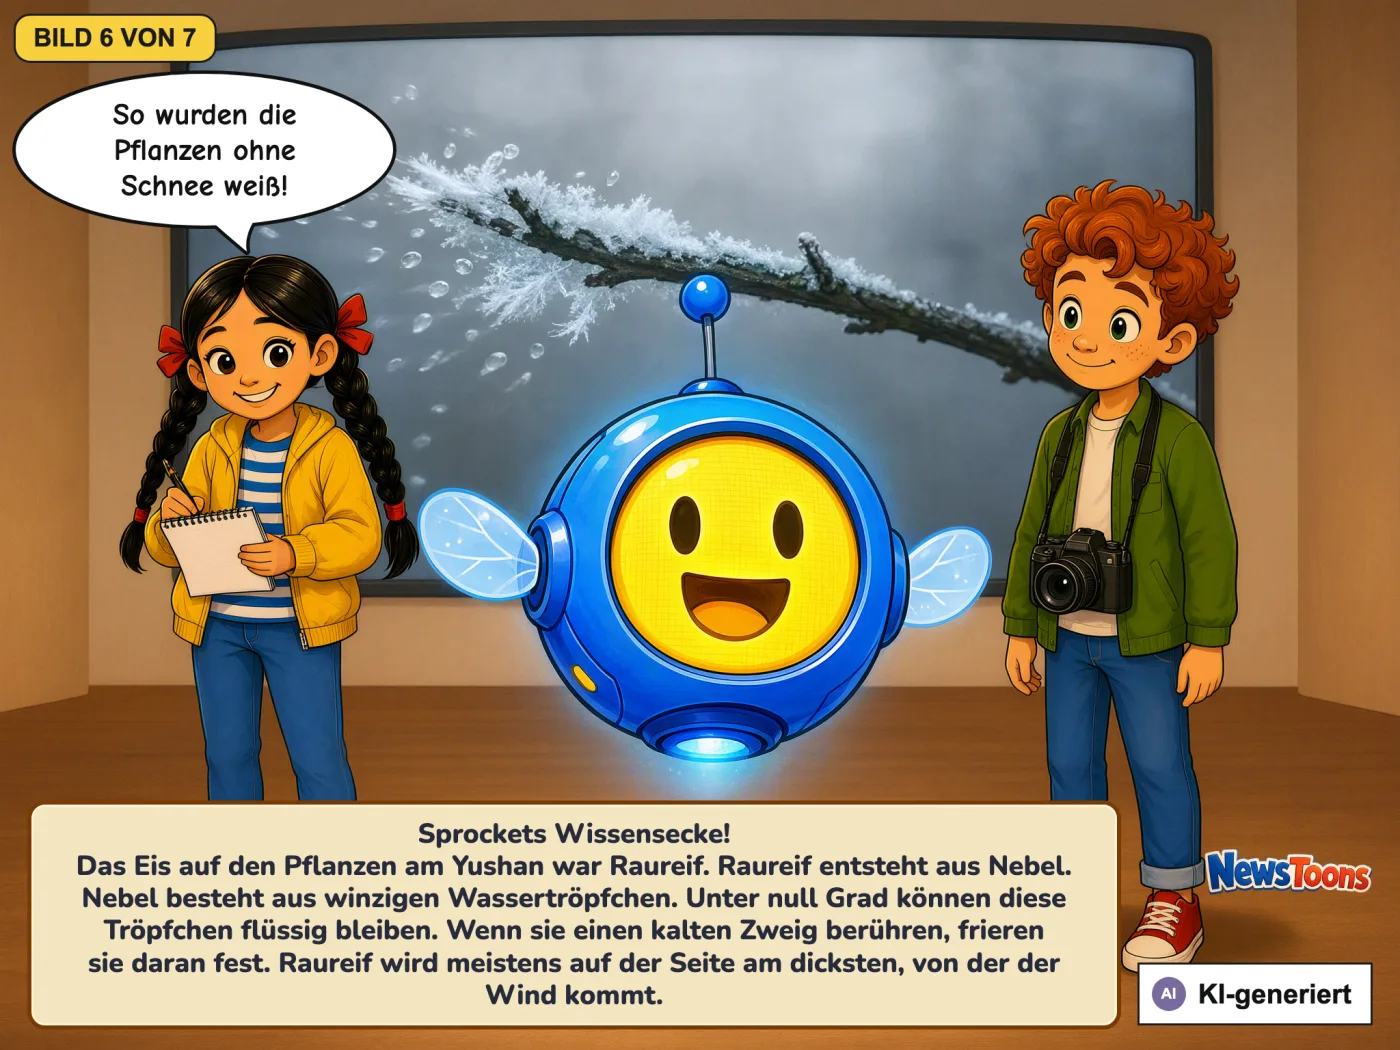 BILD 6 VON 7
So wurden die
Pflanzen ohne
Schnee weiß!
Sprockets Wissensecke!
Das Eis auf den Pflanzen am Yushan war Raureif. Raureif entsteht aus Nebel.
Nebel besteht aus winzigen Wassertröpfchen. Unter null Grad können diese
Tröpfchen flüssig bleiben. Wenn sie einen kalten Zweig berühren, frieren
sie daran fest. Raureif wird meistens auf der Seite am dicksten, von der der
Wind kommt.
NewsToons
AI KI-generiert